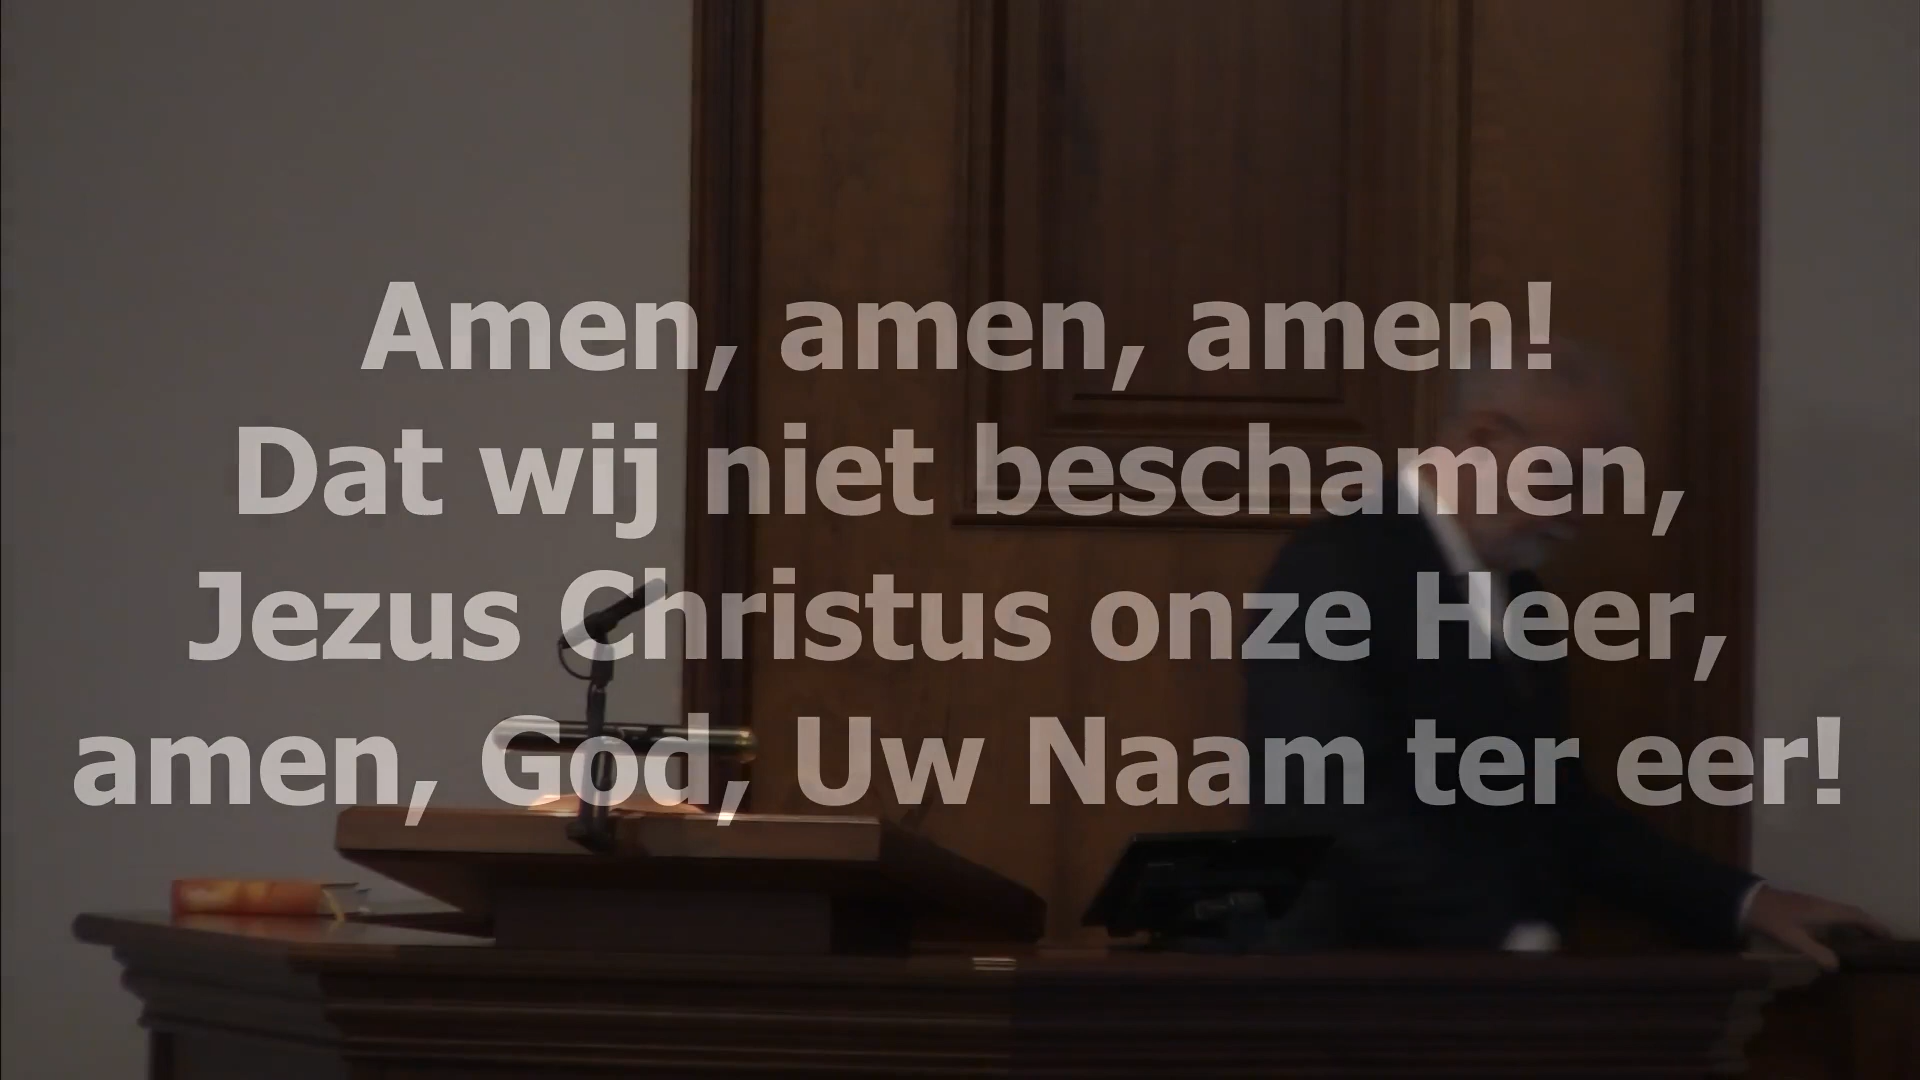 Amen, amen, amen!
Dat wij niet beschamen,
Jezus Christus onze Heer,
amen, God, Uw Naam ter eer!